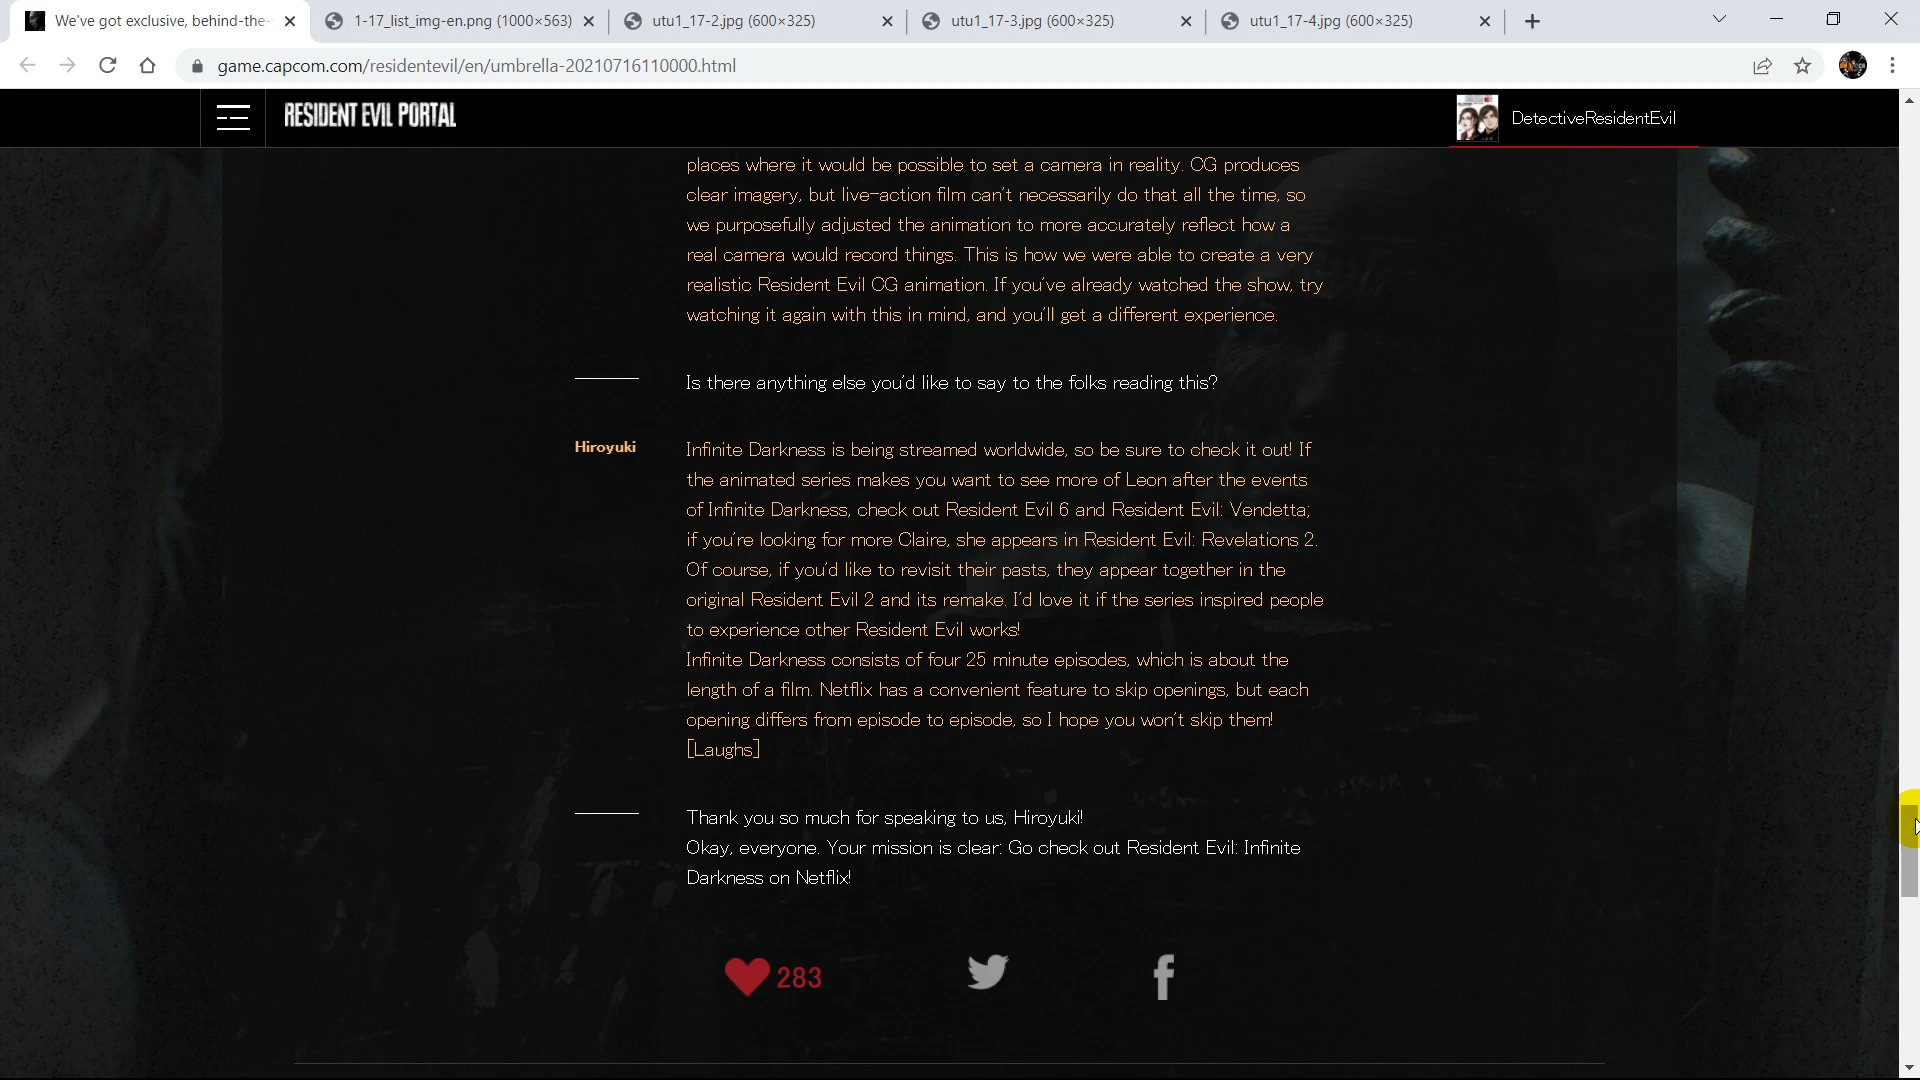 We've got exclusive, behind-the-
1-17_list_img-en.png (1000×563)
utu1_17-2.jpg (600×325)
utu1_17-3.jpg (600×325)
utu1_17-4.jpg (600×325)
game.capcom.com/residentevil/en/umbrella-20210716110000.html
RESIDENT EVIL PORTAL
DetectiveResidentEvil
places where it would be possible to set a camera in reality. CG produces
clear imagery, but live-action film can't necessarily do that all the time, so
we purposefully adjusted the animation to more accurately reflect how a
real camera would record things. This is how we were able to create a very
realistic Resident Evil CG animation. If you've already watched the show, try
watching it again with this in mind, and you'll get a different experience.
Is there anything else you'd like to say to the folks reading this?
Hiroyuki
Infinite Darkness is being streamed worldwide, so be sure to check it out! If
the animated series makes you want to see more of Leon after the events
of Infinite Darkness, check out Resident Evil 6 and Resident Evil: Vendetta;
if you're looking for more Claire, she appears in Resident Evil: Revelations 2.
Of course, if you'd like to revisit their pasts, they appear together in the
original Resident Evil 2 and its remake. I'd love it if the series inspired people
to experience other Resident Evil works!
Infinite Darkness consists of four 25 minute episodes, which is about the
length of a film. Netflix has a convenient feature to skip openings, but each
opening differs from episode to episode, so I hope you won't skip them!
[Laughs]
Thank you so much for speaking to us, Hiroyuki!
Okay, everyone. Your mission is clear: Go check out Resident Evil: Infinite
Darkness on Netflix!
283